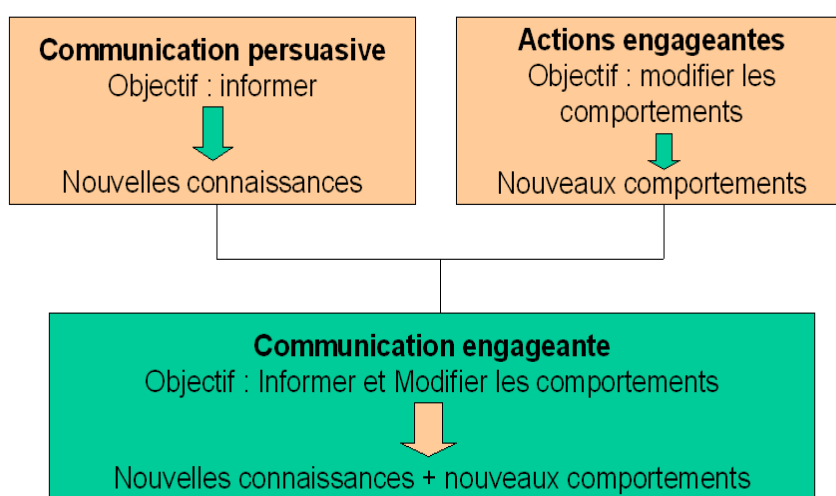 Communication persuasive
Objectif : informer
Nouvelles connaissances
Actions engageantes
Objectif : modifier les
comportements
Nouveaux comportements
Communication engageante
Objectif : Informer et Modifier les comportements
Nouvelles connaissances + nouveaux comportements